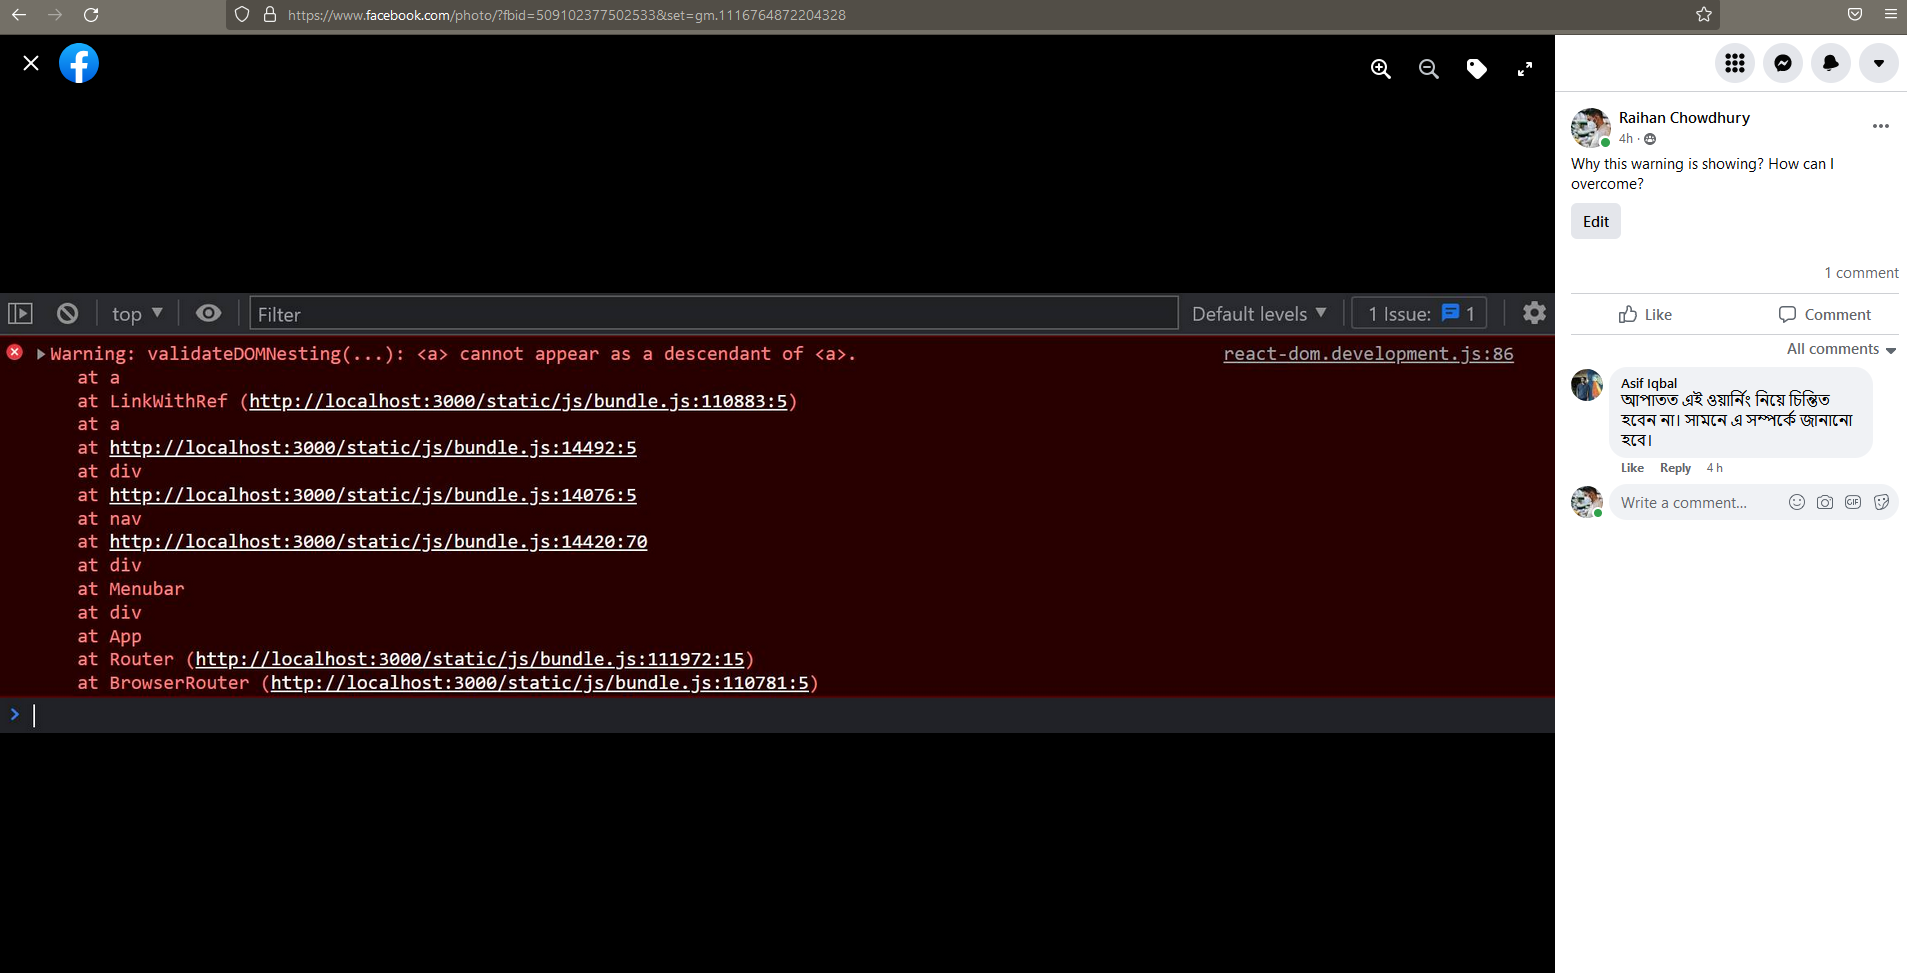 https://www.facebook.com/photo/?fbid=509102377502533&set=gm.1116764872204328
top
Filter
Default levels
1 Issue:
1
Warning: validateDOMNesting(...): <a> cannot appear as a descendant of <a>.
react-dom.development.js:86
at a
at LinkWithRef (http://localhost:3000/static/js/bundle.js:110883:5)
at a
at http://localhost:3000/static/js/bundle.js:14492:5
at div
at http://localhost:3000/static/js/bundle.js:14076:5
at nav
at http://localhost:3000/static/js/bundle.js:14420:70
at div
at Menubar
at div
at App
at Router (http://localhost:3000/static/js/bundle.js:111972:15)
at BrowserRouter (http://localhost:3000/static/js/bundle.js:110781:5)
Raihan Chowdhury
4h ·
Why this warning is showing? How can I
overcome?
Edit
1 comment
Like
Comment
All comments
Asif Iqbal
আপাতত এই ওয়ার্নিং নিয়ে চিন্তিত
হবেন না। সামনে এ সম্পর্কে জানানো
হবে।
Like Reply 4 h
Write a comment...
GIF